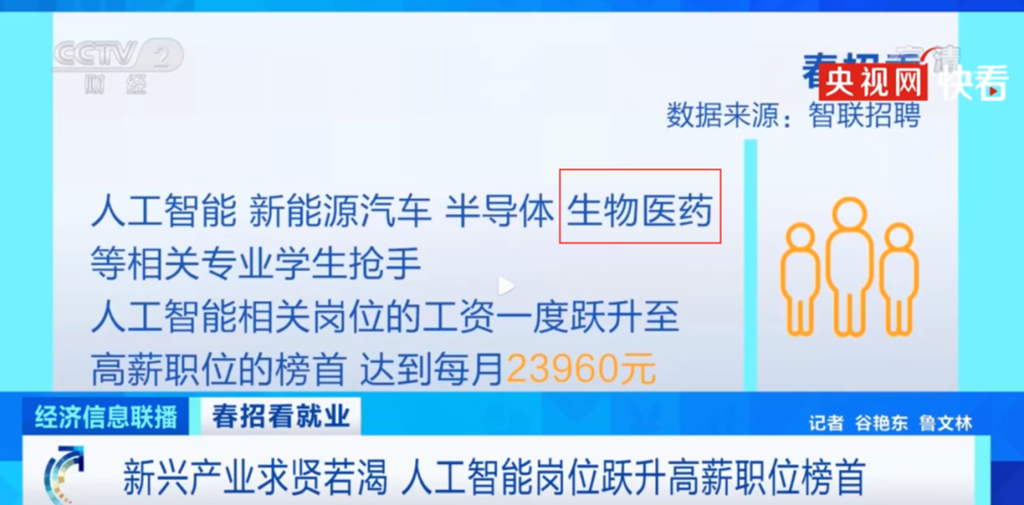 CCTV 2
财经
央视网 快看
数据来源：智联招聘
人工智能 新能源汽车 半导体 生物医药
等相关专业学生抢手
人工智能相关岗位的工资一度跃升至
高薪职位的榜首 达到每月23960元
经济信息联播 春招看就业
记者 谷艳东 鲁文林
新兴产业求贤若渴 人工智能岗位跃升高薪职位榜首